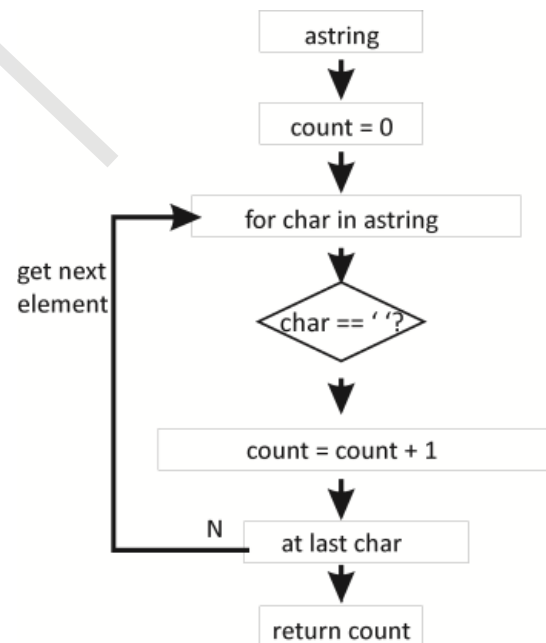 astring
count = 0
for char in astring
get next
element
char == ‘ ‘?
count = count + 1
N
at last char
return count